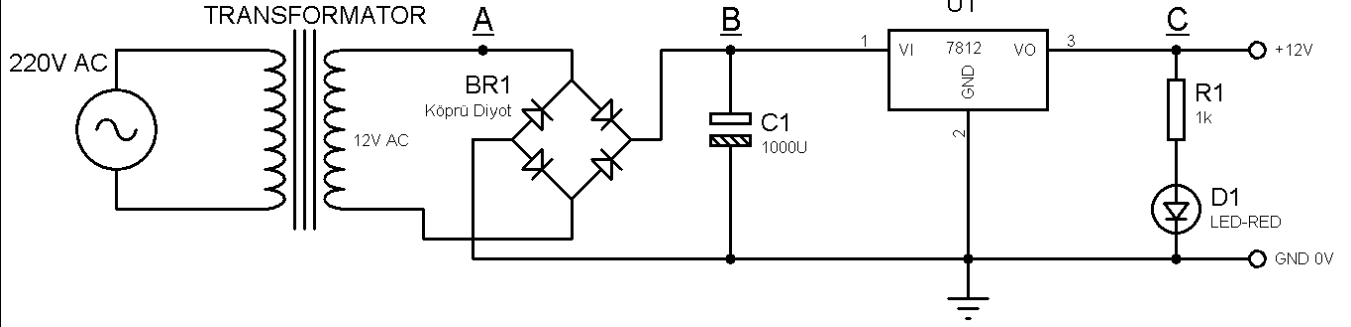 TRANSFORMATOR
220V AC
12V AC
A
BR1
Köprü Diyot
B
C1
1000U
U1
1
VI
7812
VO
3
GND
2
C
+12V
R1
1k
D1
LED-RED
GND 0V